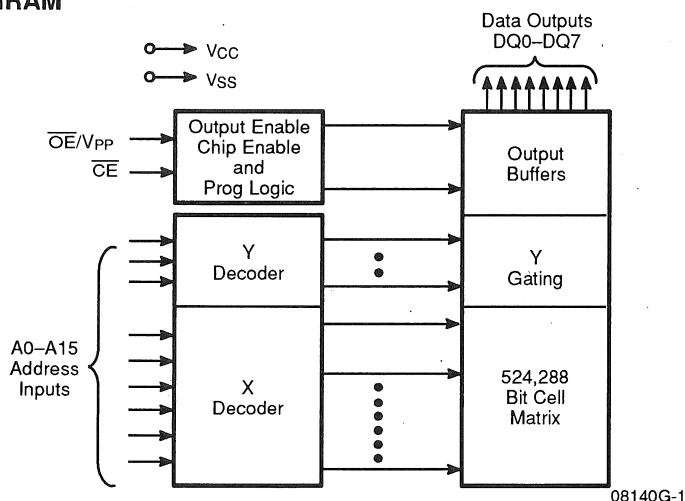 Data Outputs
DQ0–DQ7
VCC
VSS
OE/VPP
CE
Output Enable
Chip Enable
and
Prog Logic
Output
Buffers
Y
Decoder
Y
Gating
A0–A15
Address
Inputs
X
Decoder
524,288
Bit Cell
Matrix
08140G-1